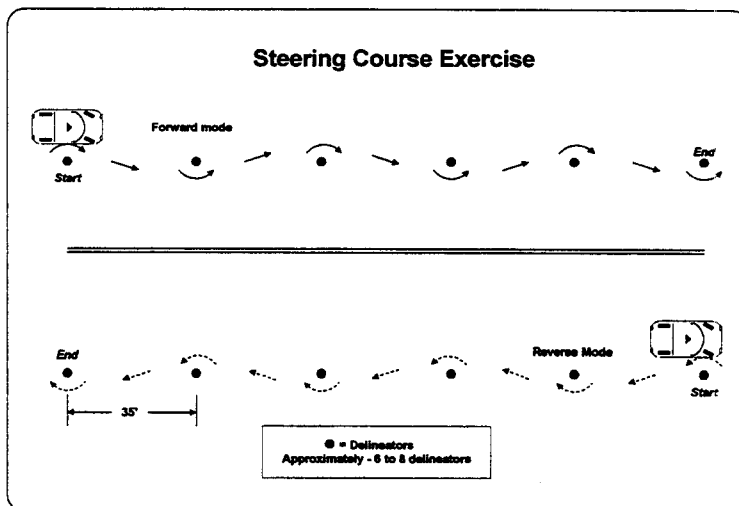 Steering Course Exercise
Forward mode
Start
End
End
Reverse Mode
Start
35'
= Delineators
Approximately - 6 to 8 delineators